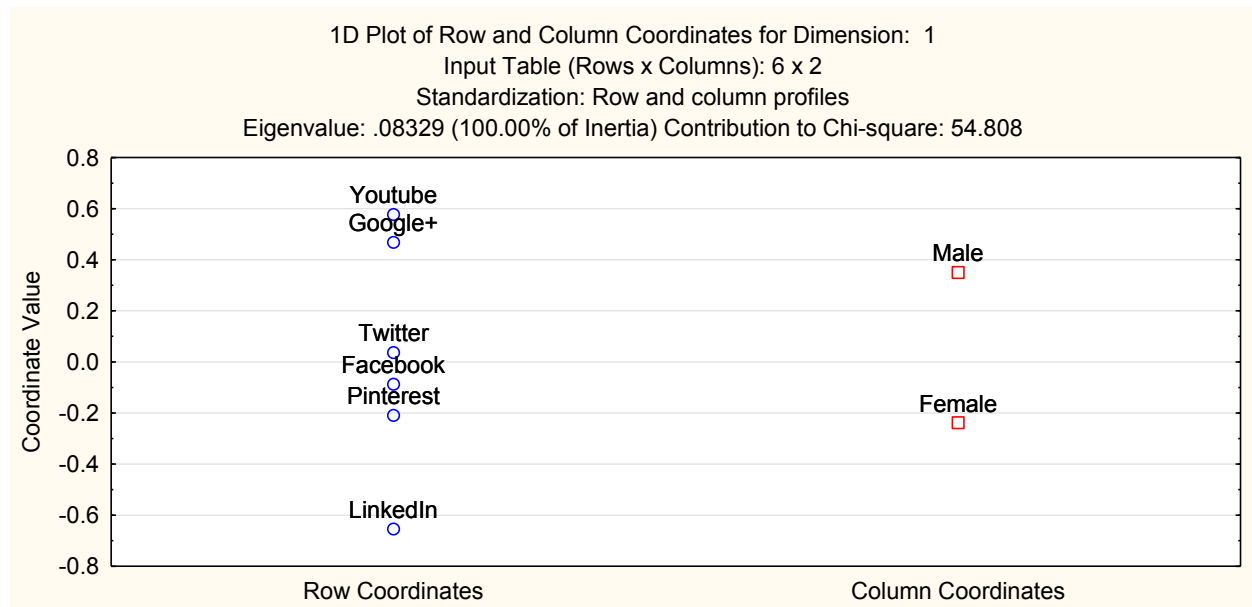 1D Plot of Row and Column Coordinates for Dimension:  1
Input Table (Rows x Columns): 6 x 2
Standardization: Row and column profiles
Eigenvalue: .08329 (100.00% of Inertia) Contribution to Chi-square: 54.808
0.8
0.6
0.4
0.2
0.0
-0.2
-0.4
-0.6
-0.8
Coordinate Value
Youtube
Google+
Twitter
Facebook
Pinterest
LinkedIn
Male
Female
Row Coordinates
Column Coordinates